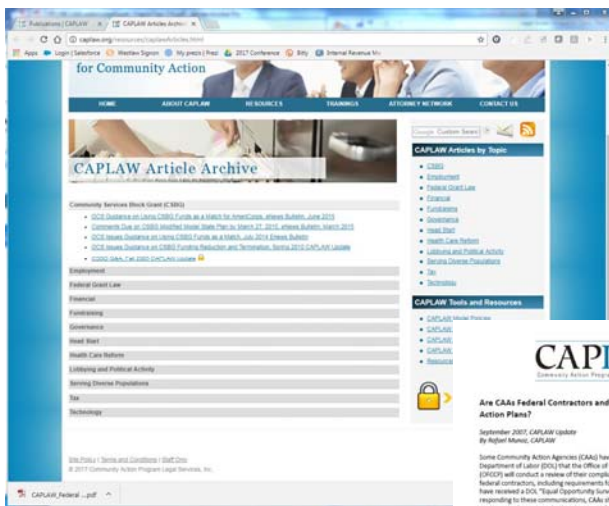 CAPLAW Articles Archive
caplaw.org/resources/caplawArticles.html
Apps
Login | Salesforce
Westlaw Signon
My prezis | Prezi
2017 Conference
Bitly
Internal Revenue
for Community Action
HOME
ABOUT CAPLAW
RESOURCES
TRAININGS
ATTORNEY NETWORK
CONTACT US
CAPLAW Article Archive
Community Services Block Grant (CSBG)
OCS Guidance on Using CSBG Funds as a Match for AmeriCorps, eNews Bulletin, June 2015
Comments Due on CSBG Modified Model State Plan by March 27, 2015, eNews Bulletin, March 2015
OCS Issues Guidance on Using CSBG Funds as a Match, July 2014 Enews Bulletin
OCS Issues Guidance on CSBG Funding Reduction and Termination, Spring 2010 CAPLAW Update
CSBG Q&A, Fall 2005 CAPLAW Update
Employment
Federal Grant Law
Financial
Fundraising
Governance
Head Start
Health Care Reform
Lobbying and Political Activity
Serving Diverse Populations
Tax
Technology
Site Policy | Terms and Conditions | Staff Only
© 2017 Community Action Program Legal Services, Inc.
Google Custom Search
CAPLAW Articles by Topic
CSBG
Employment
Federal Grant Law
Financial
Fundraising
Governance
Head Start
Health Care Reform
Lobbying and Political Activity
Serving Diverse Populations
Tax
Technology
CAPLAW Tools and Resources
CAPLAW Model Policies
CAPLAW
CAPLAW
CAPLAW
Resources
Community Action Progra
Are CAAs Federal Contractors and
Action Plans?
September 2007, CAPLAW Update
By Rafael Munoz, CAPLAW
Some Community Action Agencies (CAAs) hav
Department of Labor (DOL) that the Office of
(OFCCP) will conduct a review of their complia
federal contractors, including requirements fo
have received a DOL "Equal Opportunity Surv
responding to these communications, CAAs sh
CAPLAW_Federal ....pdf